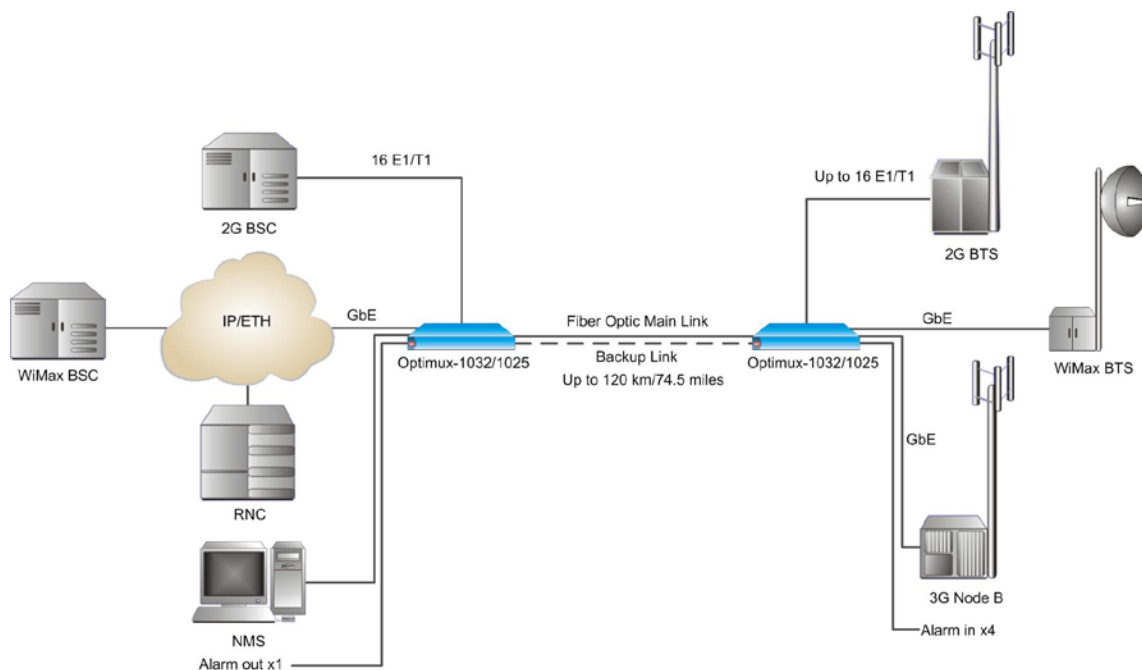 16 E1/T1
2G BSC
Up to 16 E1/T1
2G BTS
WiMax BSC
IP/ETH
GbE
Optimux-1032/1025
Fiber Optic Main Link
Backup Link
Up to 120 km/74.5 miles
Optimux-1032/1025
GbE
WiMax BTS
RNC
GbE
3G Node B
NMS
Alarm out x1
Alarm in x4